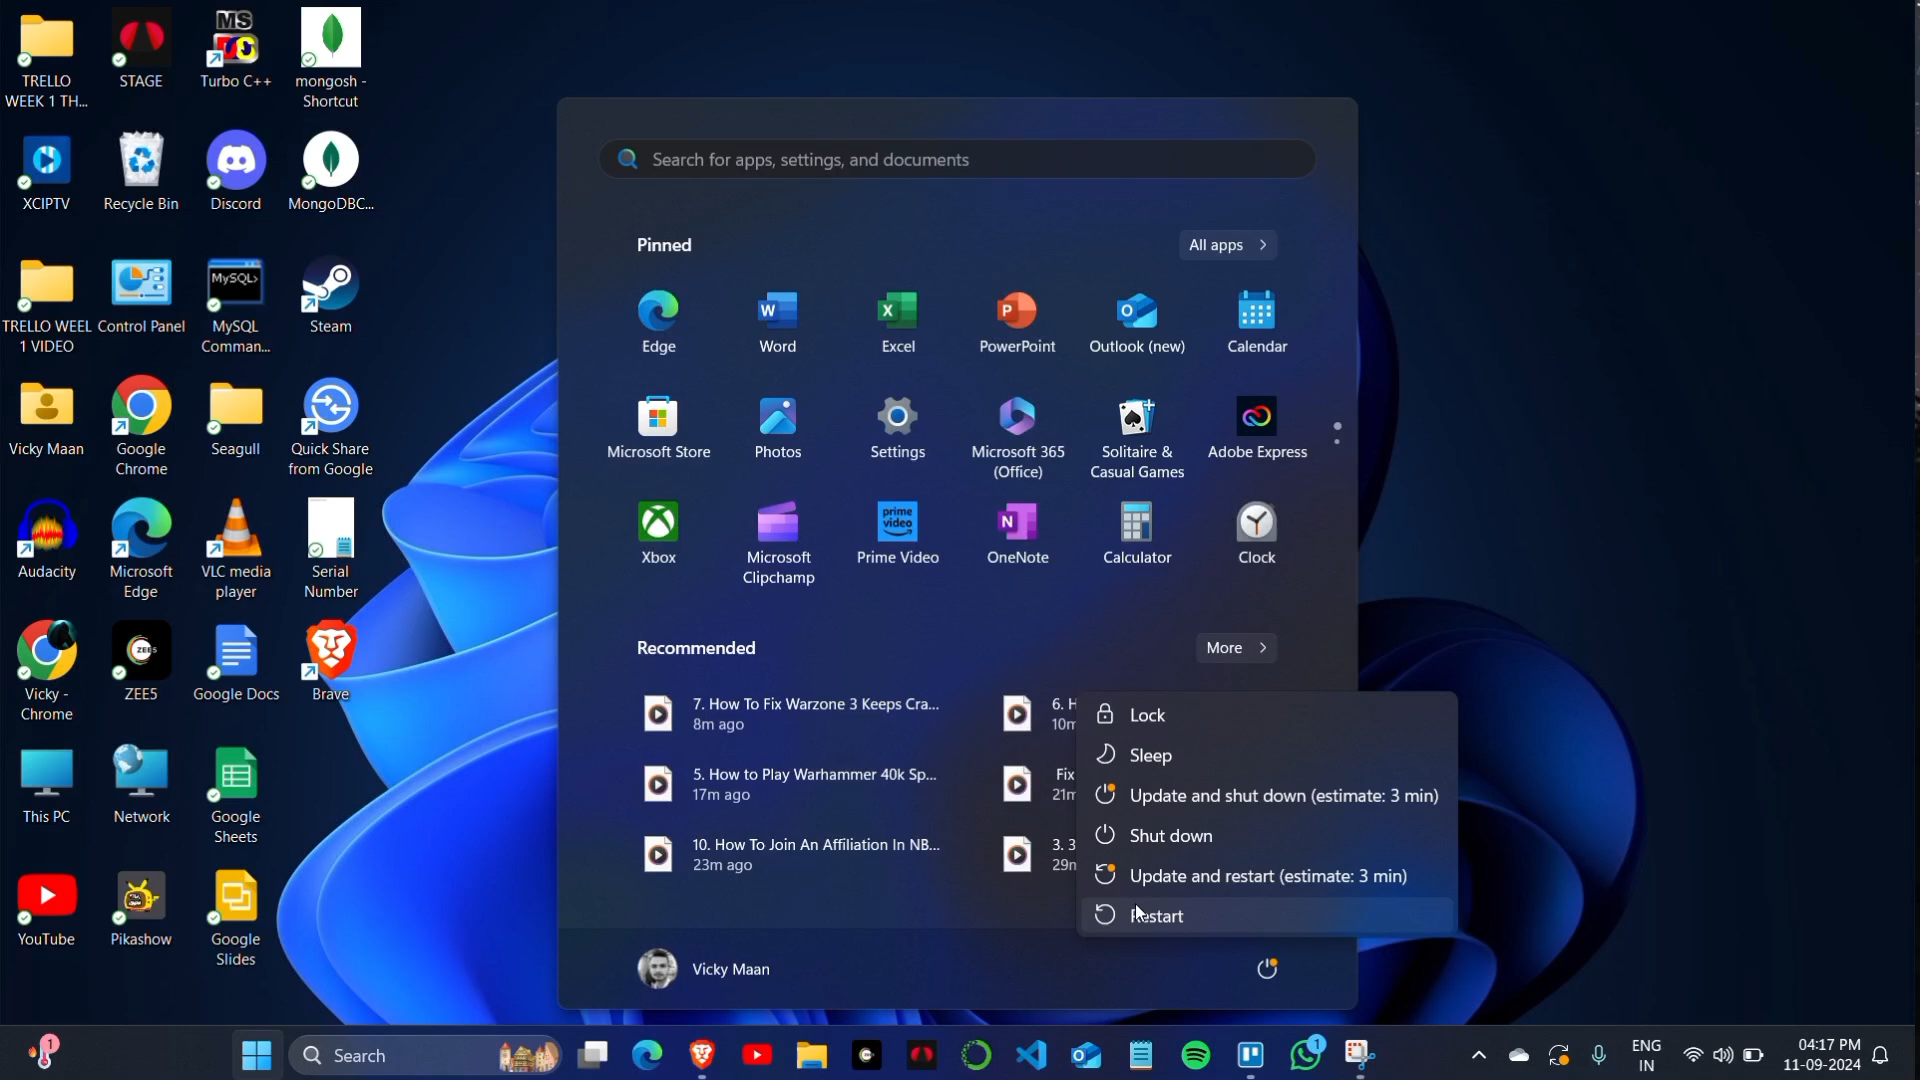 TRELLO
WEEK 1 TH...
STAGE
MS
Turbo C++
mongosh -
Shortcut
XCIPTV
Recycle Bin
Discord
MongoDBC...
TRELLO WEEL
1 VIDEO
Control Panel
MySQL>
MySQL
Comman...
Steam
Vicky Maan
Google
Chrome
Seagull
Quick Share
from Google
Audacity
Microsoft
Edge
VLC media
player
Serial
Number
Vicky -
Chrome
ZEE5
ZEE5
Google Docs
Brave
This PC
Network
Google
Sheets
YouTube
Pikashow
Google
Slides
Search for apps, settings, and documents
Pinned
All apps
Edge
Word
Excel
PowerPoint
Outlook (new)
Calendar
Microsoft Store
Photos
Settings
Microsoft 365
(Office)
Solitaire &
Casual Games
Adobe Express
Xbox
Microsoft
Clipchamp
prime
video
Prime Video
OneNote
Calculator
Clock
Recommended
More
7. How To Fix Warzone 3 Keeps Cra...
8m ago
6. H
10m
5. How to Play Warhammer 40k Sp...
17m ago
Fix
21m
10. How To Join An Affiliation In NB...
23m ago
3. 3
29m
Lock
Sleep
Update and shut down (estimate: 3 min)
Shut down
Update and restart (estimate: 3 min)
Restart
Vicky Maan
1
Search
1
ENG
IN
04:17 PM
11-09-2024